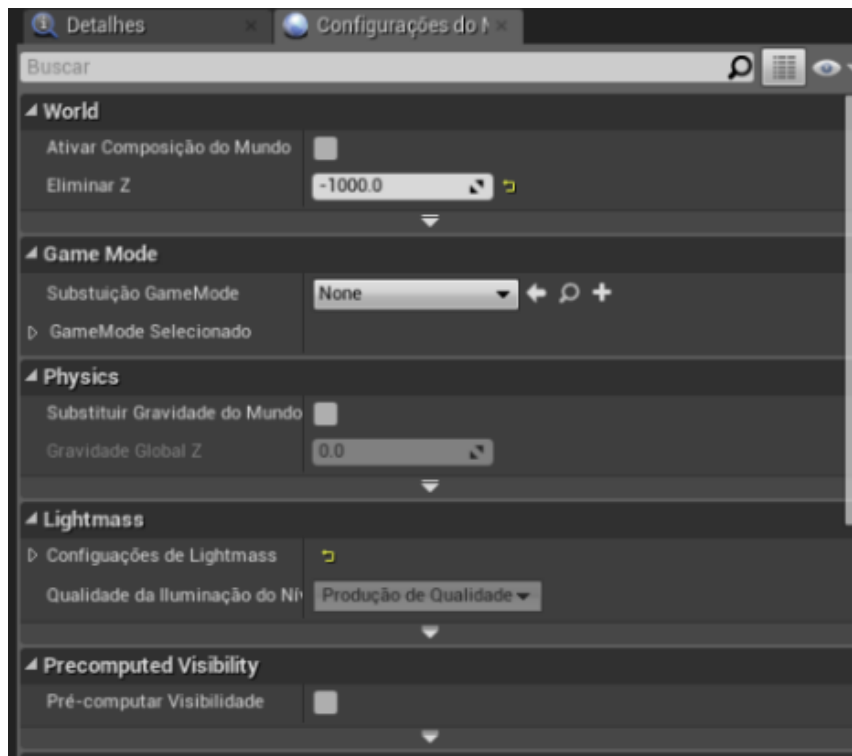 Detalhes
Configurações do
Buscar
World
Ativar Composição do Mundo
Eliminar Z
-1000.0
Game Mode
Substuição GameMode
None
GameMode Selecionado
Physics
Substituir Gravidade do Mundo
Gravidade Global Z
0.0
Lightmass
Configuações de Lightmass
Qualidade da Iluminação do
Produção de Qualidade
Precomputed Visibility
Pré-computar Visibilidade